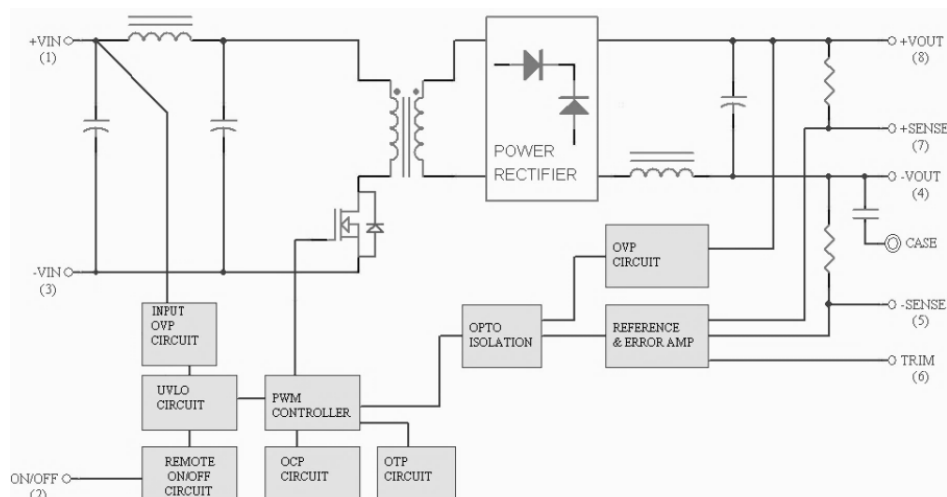 +VIN
(1)
+VOUT
(8)
+SENSE
(7)
POWER
RECTIFIER
-VOUT
(4)
CASE
OVP
CIRCUIT
-VIN
(3)
-SENSE
(5)
INPUT
OVP
CIRCUIT
OPTO
ISOLATION
REFERENCE
& ERROR AMP
TRIM
(6)
UVLO
CIRCUIT
PWM
CONTROLLER
REMOTE
ON/OFF
CIRCUIT
OCP
CIRCUIT
OTP
CIRCUIT
ON/OFF
(2)